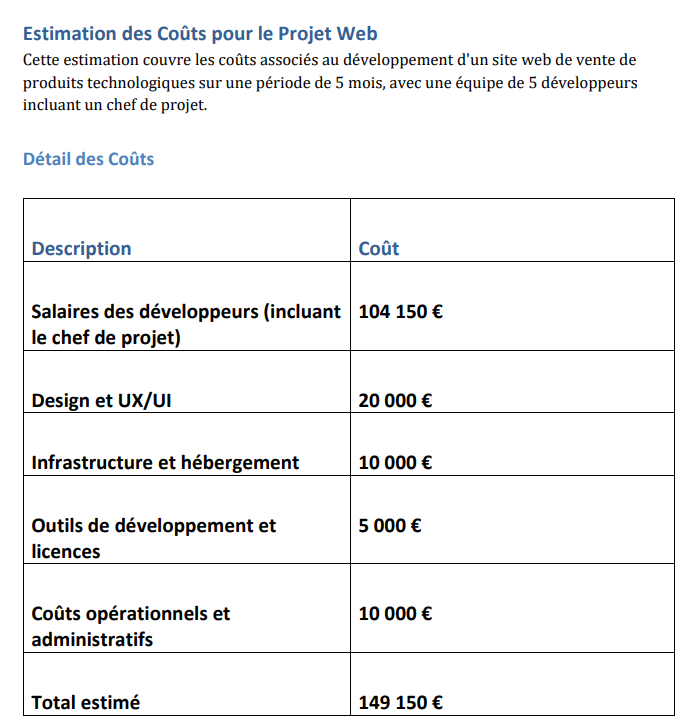 Estimation des Coûts pour le Projet Web
Cette estimation couvre les coûts associés au développement d'un site web de vente de
produits technologiques sur une période de 5 mois, avec une équipe de 5 développeurs
incluant un chef de projet.
Détail des Coûts
Description Coût
Salaires des développeurs (incluant 104 150 €
le chef de projet)
Design et UX/UI 20 000 €
Infrastructure et hébergement 10 000 €
Outils de développement et 5 000 €
licences
Coûts opérationnels et 10 000 €
administratifs
Total estimé 149 150 €